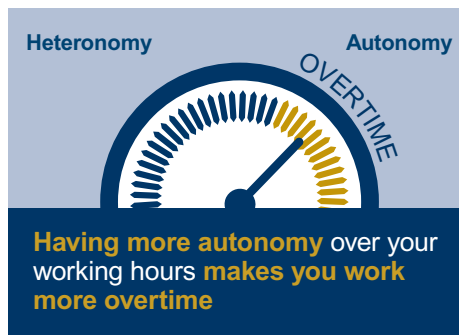 Heteronomy
Autonomy
OVERTIME
Having more autonomy over your
working hours makes you work
more overtime